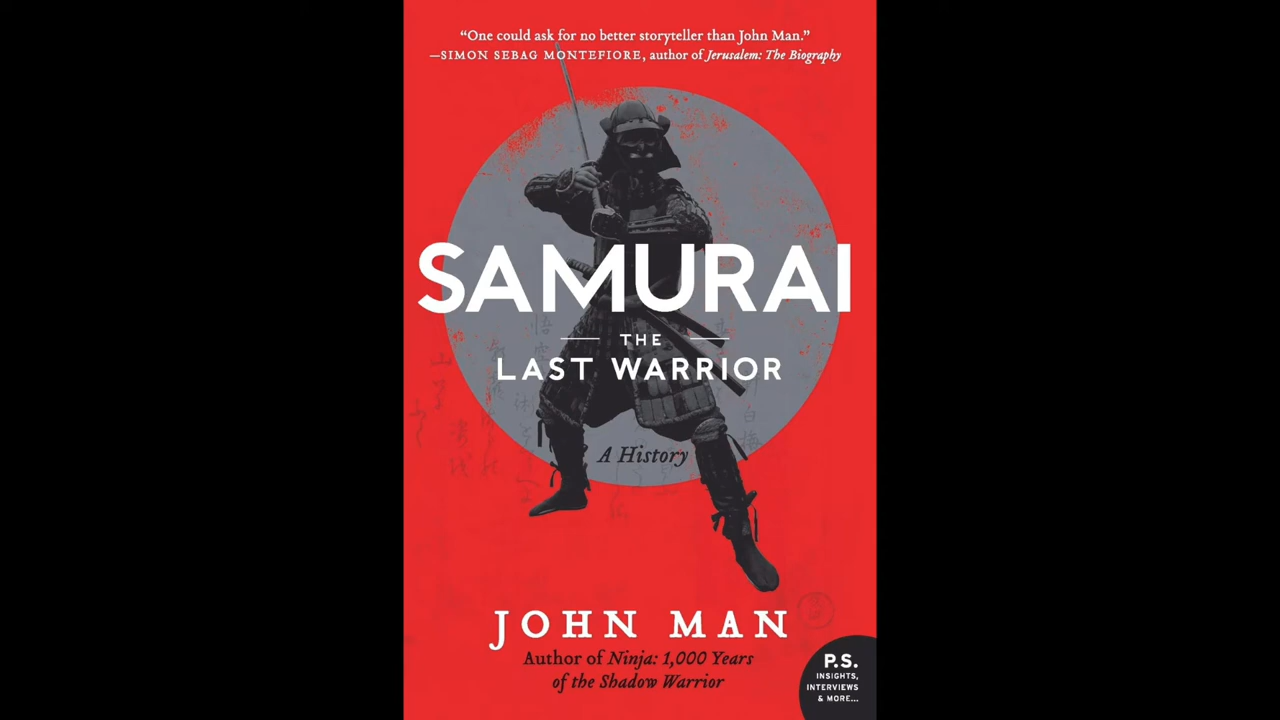 “One could ask for no better storyteller than John Man.”
—SIMON SEBAG MONTEFIORE, author of Jerusalem: The Biography
SAMURAI
THE
LAST WARRIOR
A History
JOHN MAN
Author of Ninja: 1,000 Years
of the Shadow Warrior
P.S.
INSIGHTS,
INTERVIEWS
& MORE...